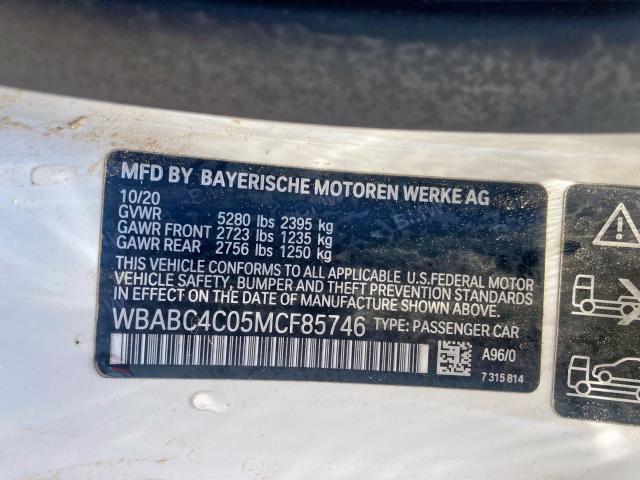 MFD BY BAYERISCHE MOTOREN WERKE AG
10/20
GVWR 5280 lbs 2395 kg
GAWR FRONT 2723 lbs 1235 kg
GAWR REAR 2756 lbs 1250 kg
THIS VEHICLE CONFORMS TO ALL APPLICABLE U.S.FEDERAL MOTOR
VEHICLE SAFETY, BUMPER, AND THEFT PREVENTION STANDARDS
IN EFFECT ON THE DATE OF MANUFACTURE SHOWN ABOVE.
WBABC4C05MCF85746 TYPE: PASSENGER CAR
A96/0
7 315 814